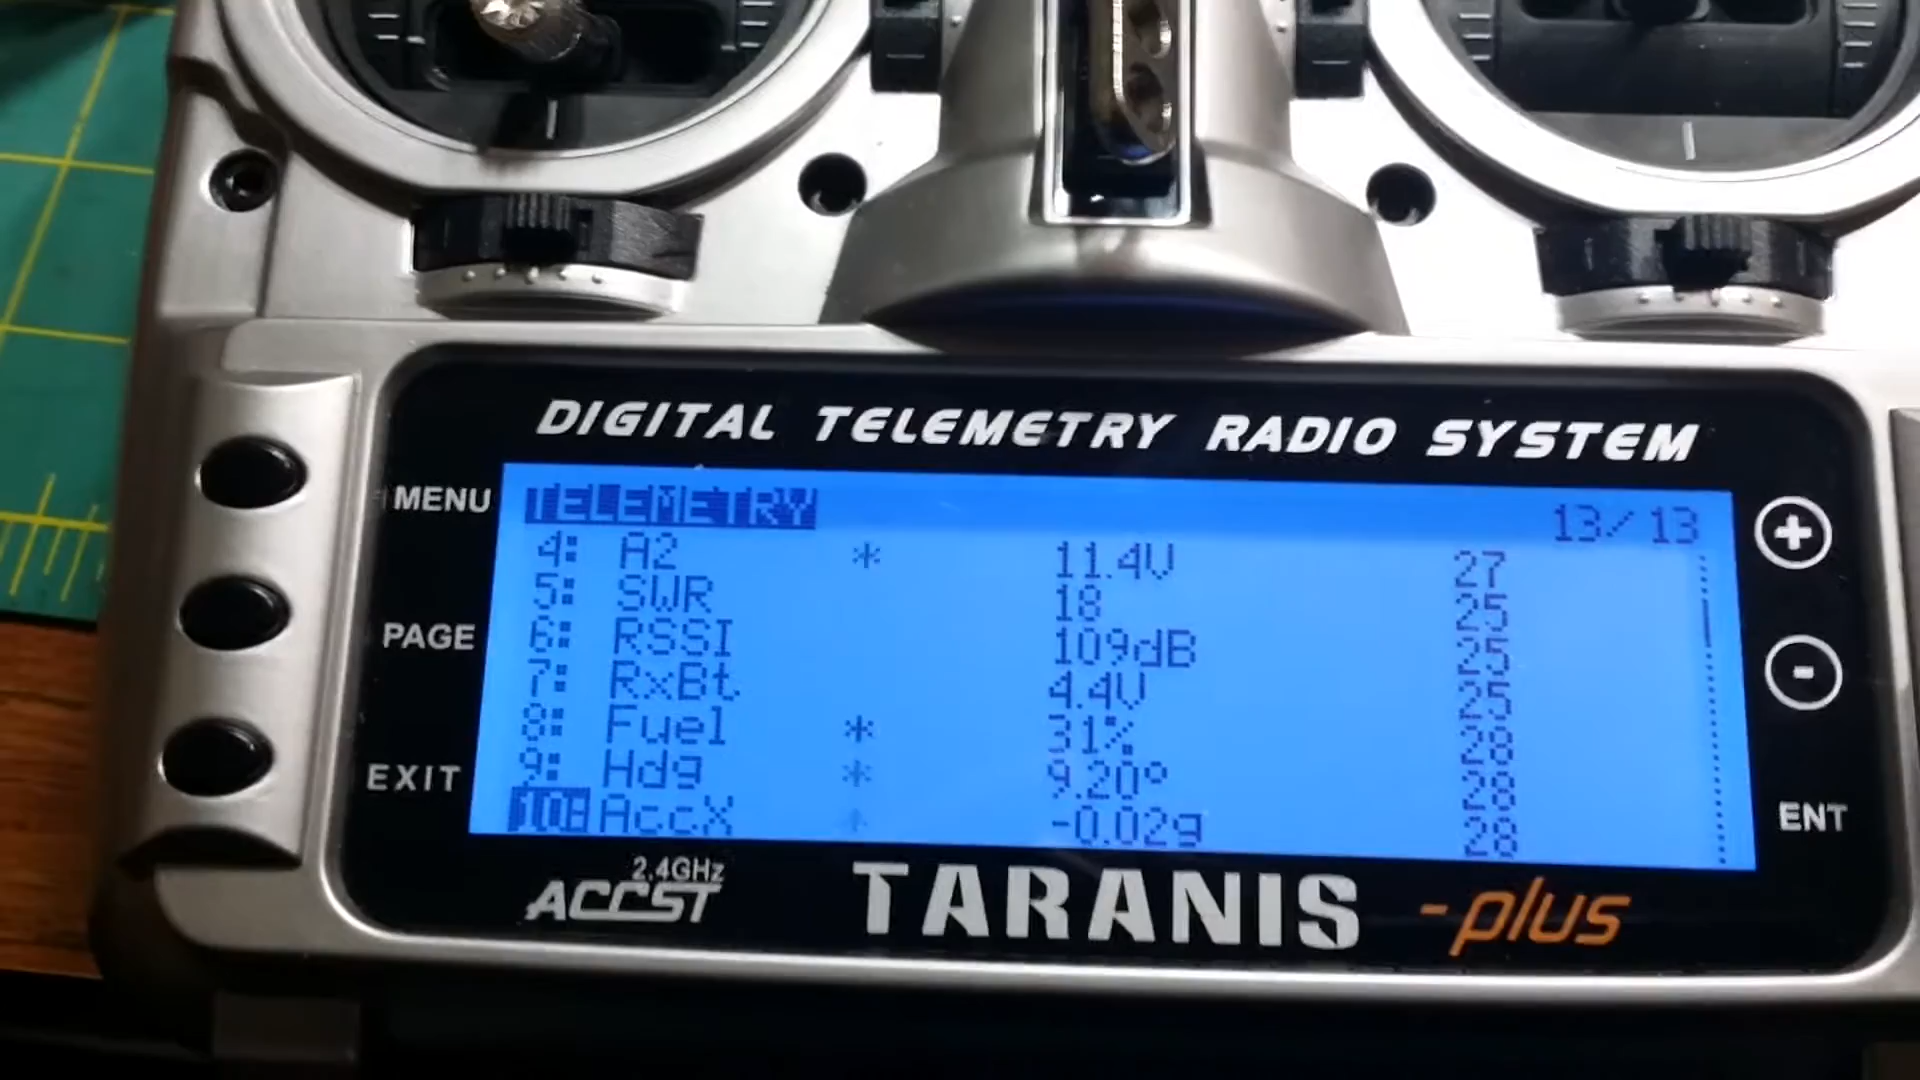 DIGITAL TELEMETRY RADIO SYSTEM
MENU
PAGE
EXIT
TELEMETRY 13/13
4: A2 * 11.4V 27
5: SWR 18 25
6: RSSI 109dB 25
7: RxBt 4.4V 25
8: Fuel * 31% 28
9: Hdg * 9.20° 28
10: AccX * -0.02g 28
+
-
ENT
2.4GHz
ACCST
TARANIS -plus